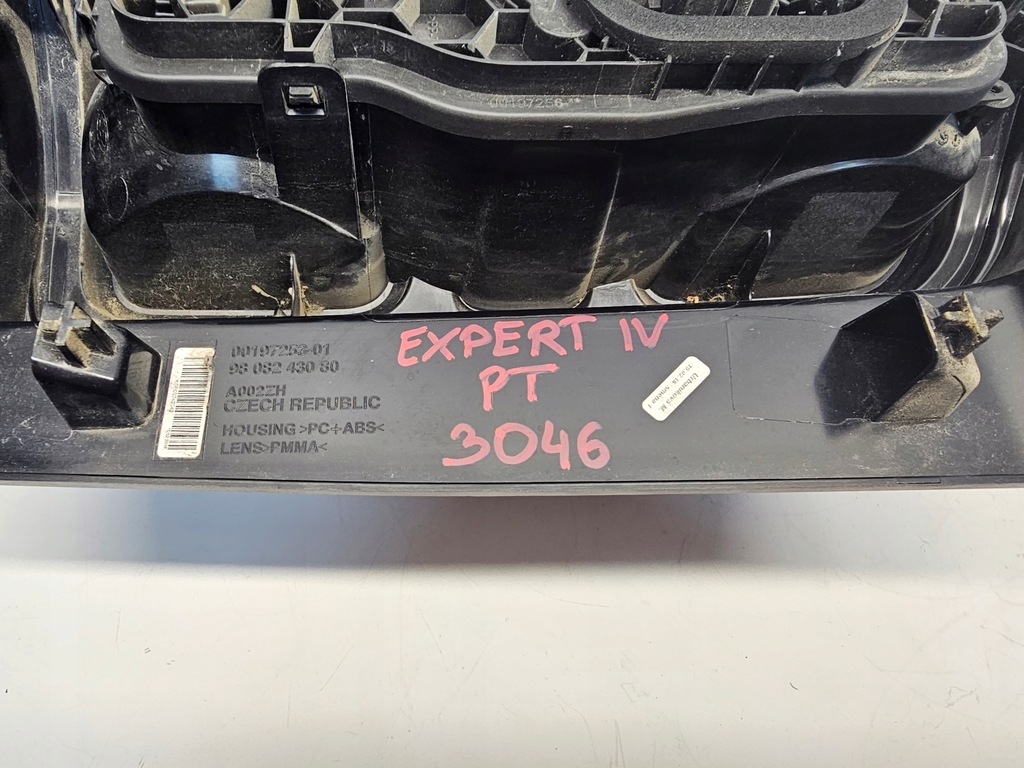 00197256
00197253-01
98 082 430 80
A002ZH
CZECH REPUBLIC
HOUSING >PC+ABS<
LENS>PMMA<
EXPERT IV
PT
3046
Urbanikova M.